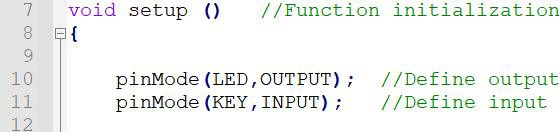 7 void setup () //Function initialization
8 {
9
10 pinMode(LED,OUTPUT); //Define output
11 pinMode(KEY,INPUT); //Define input
12